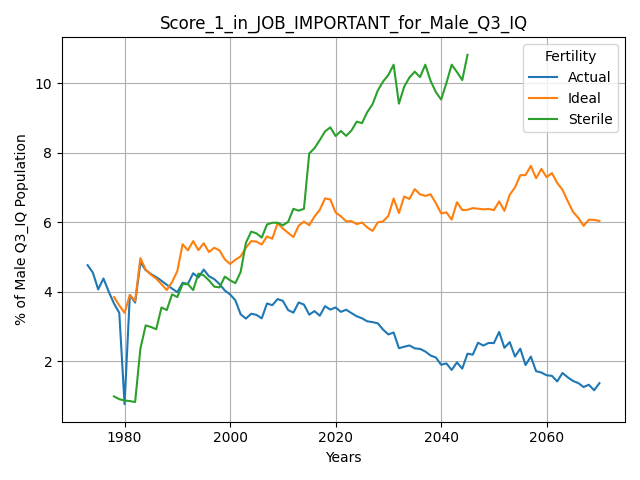 Score_1_in_JOB_IMPORTANT_for_Male_Q3_IQ
% of Male Q3_IQ Population
10
8
6
4
2
Fertility
Actual
Ideal
Sterile
1980 2000 2020 2040 2060
Years